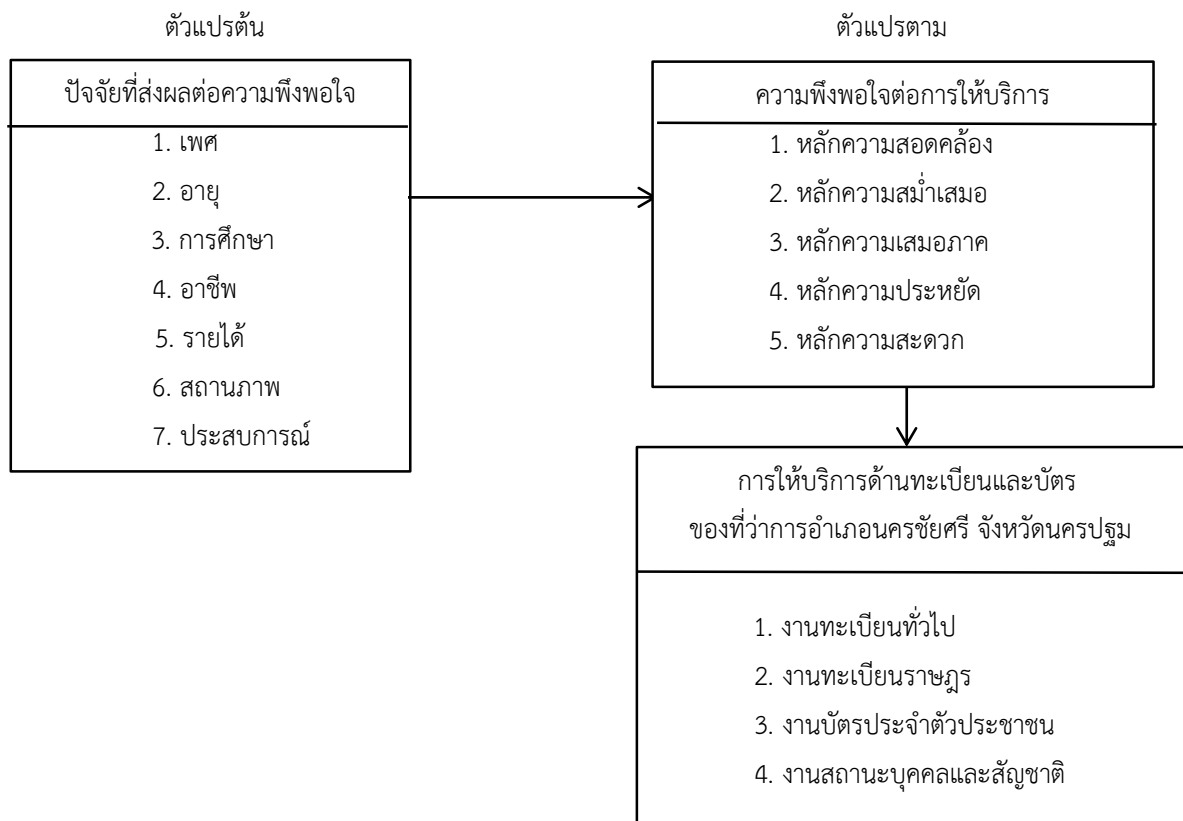 ตัวแปรต้น
ปัจจัยที่ส่งผลต่อความพึงพอใจ
1. เพศ
2. อายุ
3. การศึกษา
4. อาชีพ
5. รายได้
6. สถานภาพ
7. ประสบการณ์
ตัวแปรตาม
ความพึงพอใจต่อการให้บริการ
1. หลักความสอดคล้อง
2. หลักความสม่ำเสมอ
3. หลักความเสมอภาค
4. หลักความประหยัด
5. หลักความสะดวก
การให้บริการด้านทะเบียนและบัตร
ของที่ว่าการอำเภอนครชัยศรี จังหวัดนครปฐม
1. งานทะเบียนทั่วไป
2. งานทะเบียนราษฎร
3. งานบัตรประจำตัวประชาชน
4. งานสถานะบุคคลและสัญชาติ